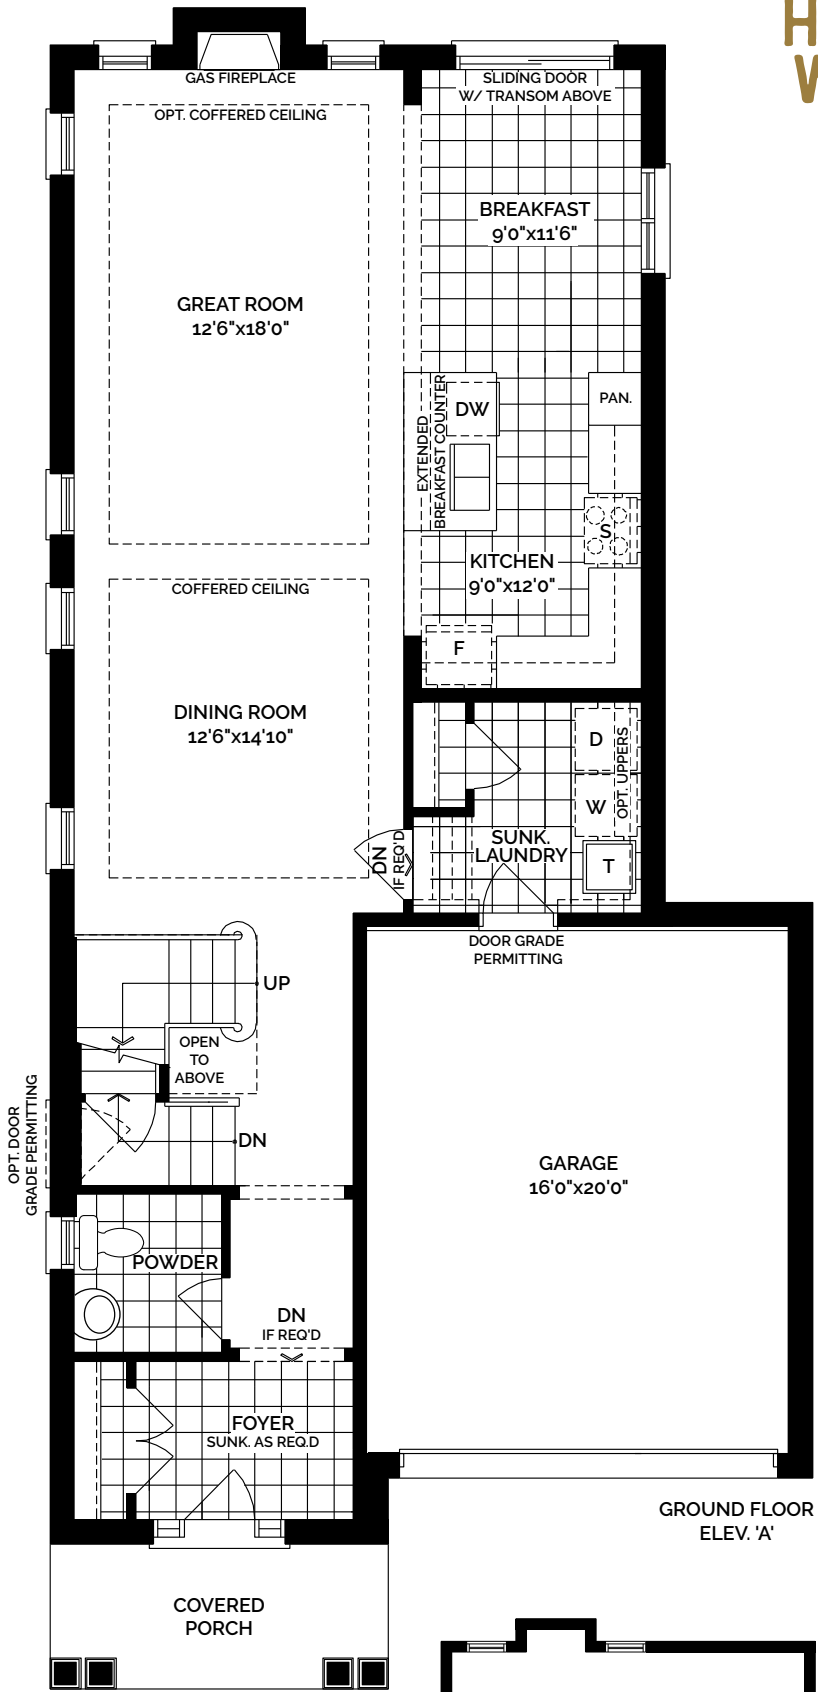 H
W
GAS FIREPLACE
SLIDING DOOR
W/ TRANSOM ABOVE
OPT. COFFERED CEILING
BREAKFAST
9'0"x11'6"
GREAT ROOM
12'6"x18'0"
EXTENDED
BREAKFAST COUNTER
DW
PAN.
S
KITCHEN
9'0"x12'0"
COFFERED CEILING
F
DINING ROOM
12'6"x14'10"
D
W
OPT. UPPERS
DN
IF REQ'D
SUNK.
LAUNDRY
T
DOOR GRADE
PERMITTING
UP
OPEN
TO
ABOVE
OPT. DOOR
GRADE PERMITTING
DN
GARAGE
16'0"x20'0"
POWDER
DN
IF REQ'D
FOYER
SUNK. AS REQ.D
GROUND FLOOR
ELEV. 'A'
COVERED
PORCH